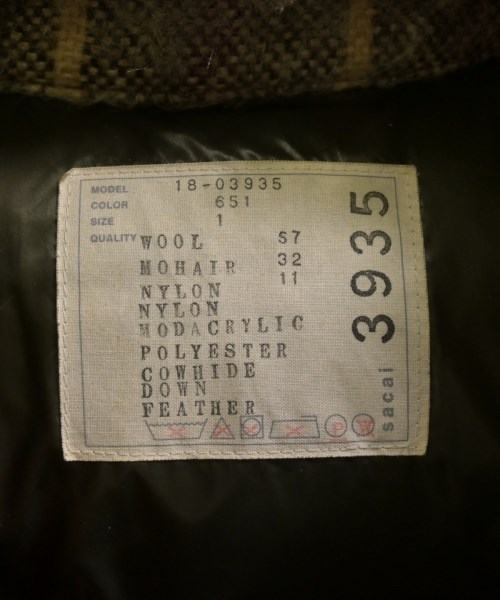 MODEL 18-03935
COLOR 651
SIZE 1
QUALITY WOOL 57
MOHAIR 32
NYLON 11
NYLON
MODACRYLIC
POLYESTER
COWHIDE
DOWN
FEATHER
P
3935
sacai